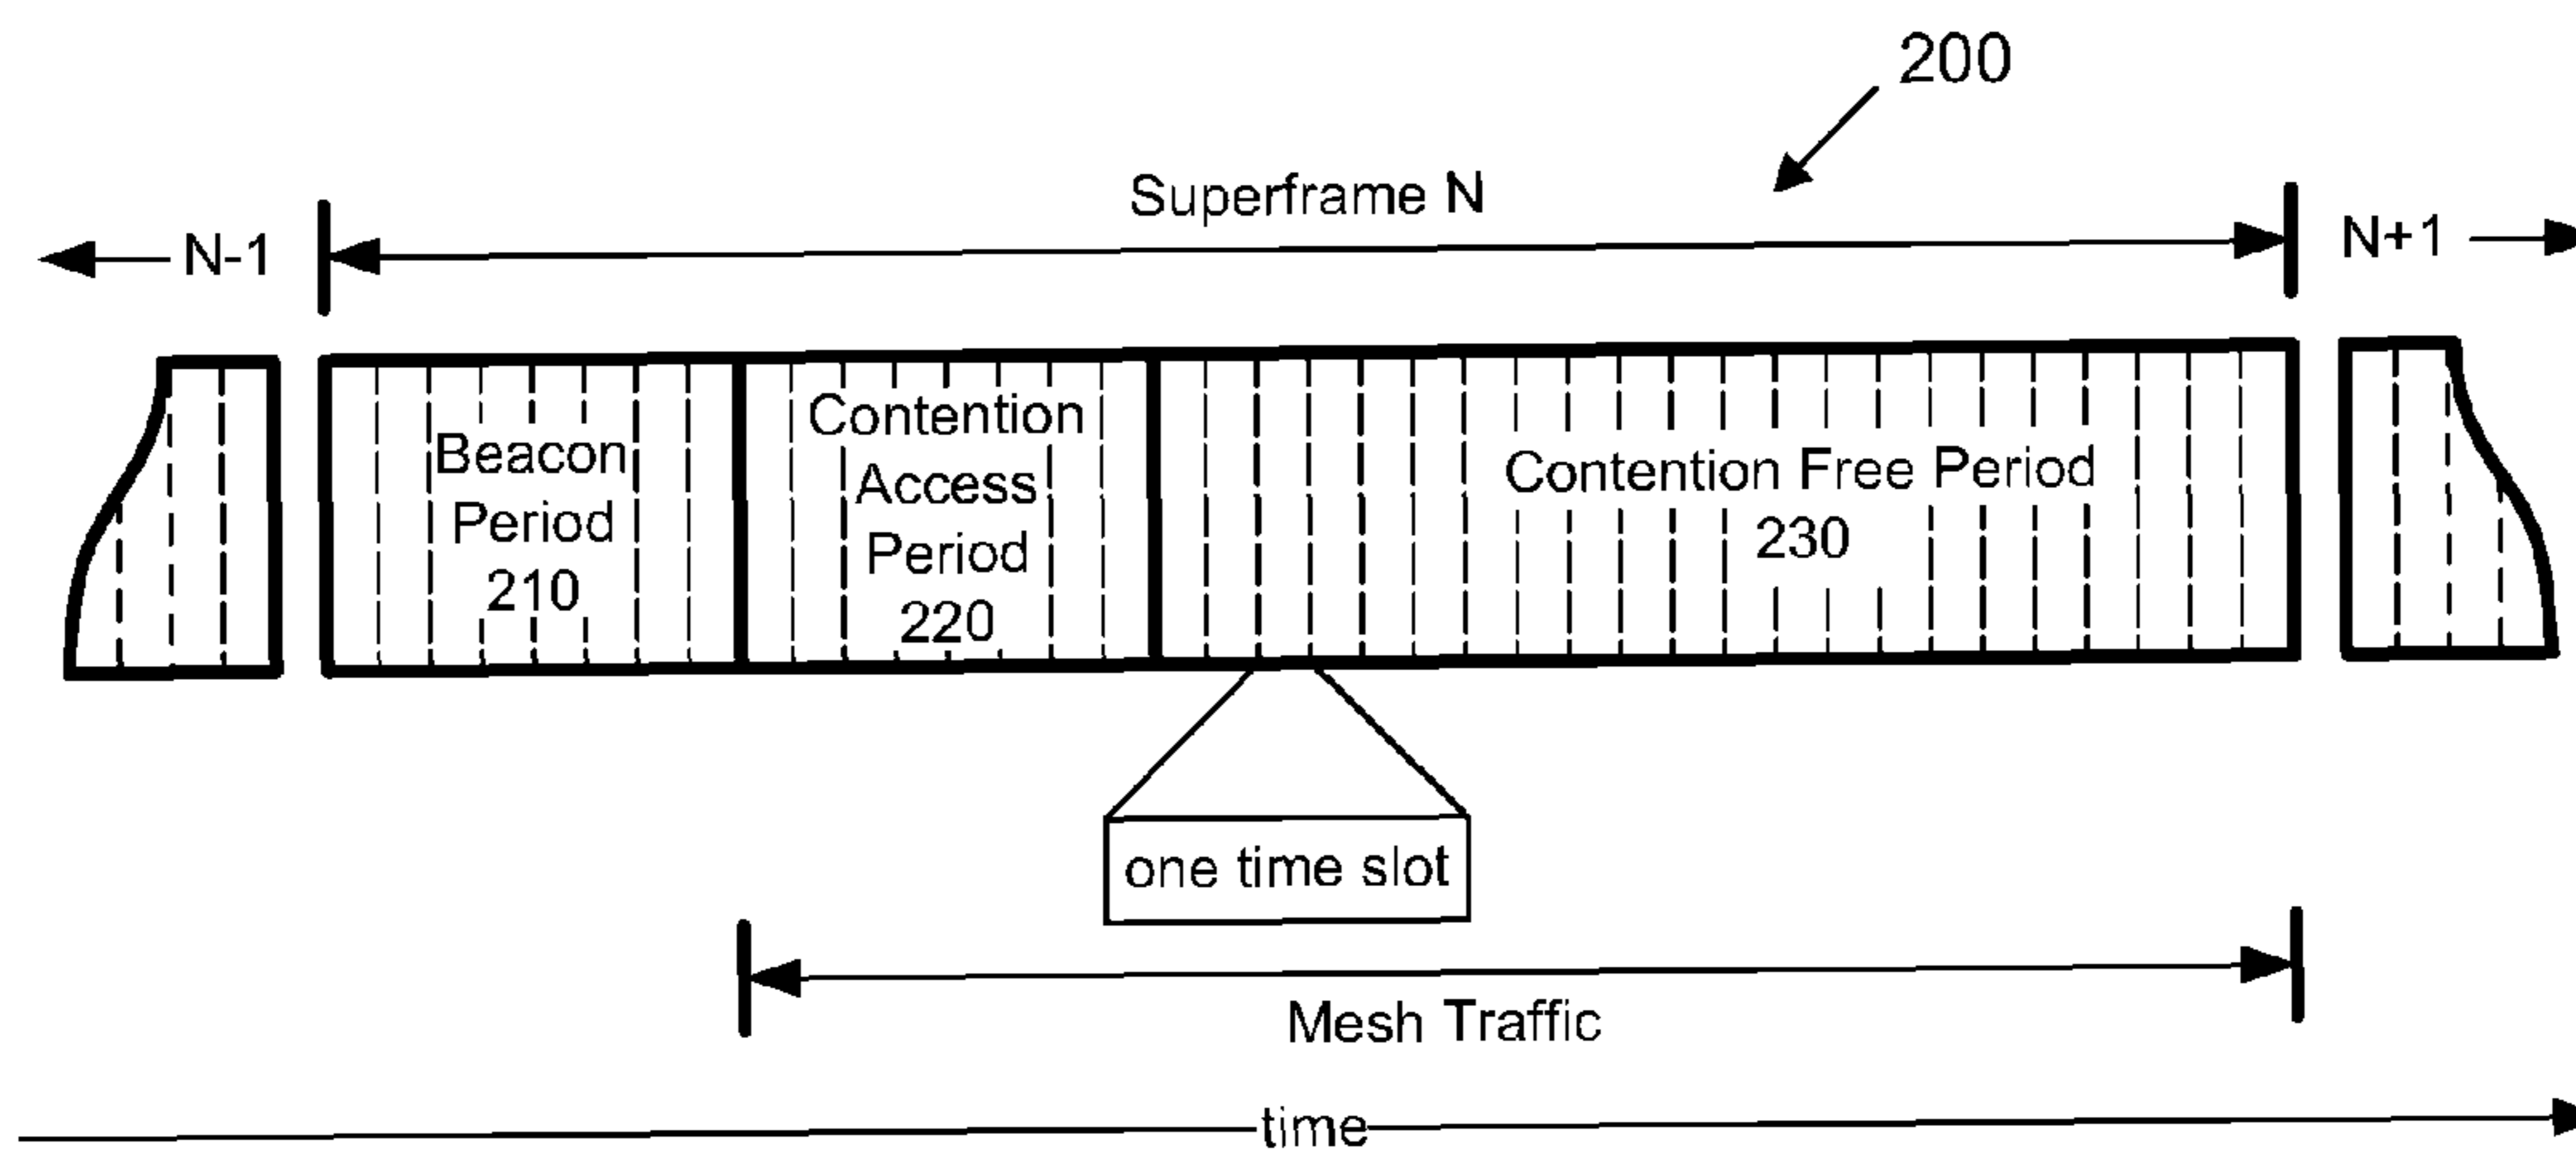 200
Superframe N
N-1
N+1
Beacon
Period
210
Contention
Access
Period
220
Contention Free Period
230
one time slot
Mesh Traffic
time